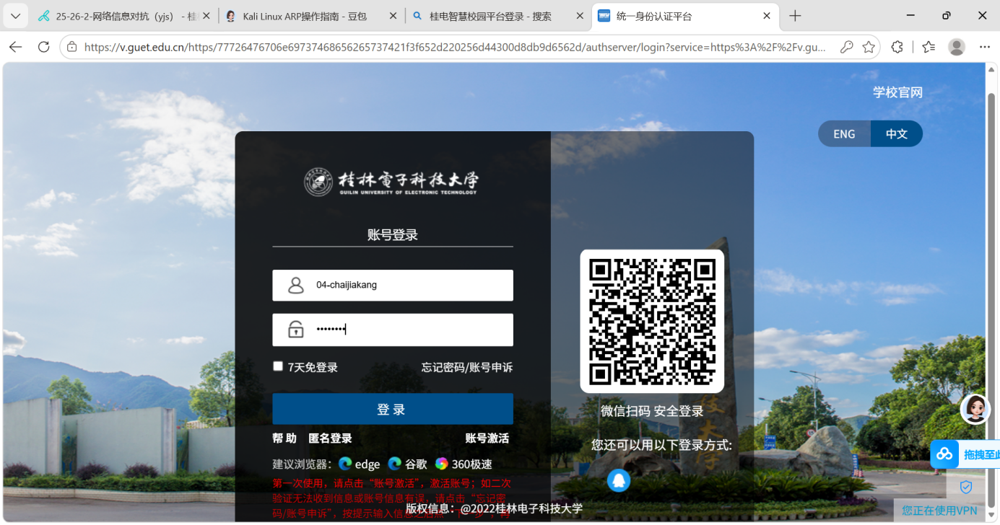 25-26-2-网络信息对抗（yjs） - 桂
Kali Linux ARP操作指南 - 豆包
桂电智慧校园平台登录 - 搜索
统一身份认证平台
https://v.guet.edu.cn/https/77726476706e69737468656265737421f3f652d220256d44300d8db9d6562d/authserver/login?service=https%3A%2F%2Fv.gu...
学校官网
ENG 中文
桂林電子科技大学
GUILIN UNIVERSITY OF ELECTRONIC TECHNOLOGY
账号登录
04-chaijiakang
••••••••
7天免登录 忘记密码/账号申诉
登 录
帮 助 匿名登录 账号激活
建议浏览器： edge 谷歌 360极速
第一次使用，请点击“账号激活”，激活账号；如二次
验证无法收到信息或账号信息有误，请点击“忘记密
码/账号申诉”，按提示输入信息之后点“下一步”，再
微信扫码 安全登录
您还可以用以下登录方式:
版权信息：@2022桂林电子科技大学
拖拽至此
您正在使用VPN